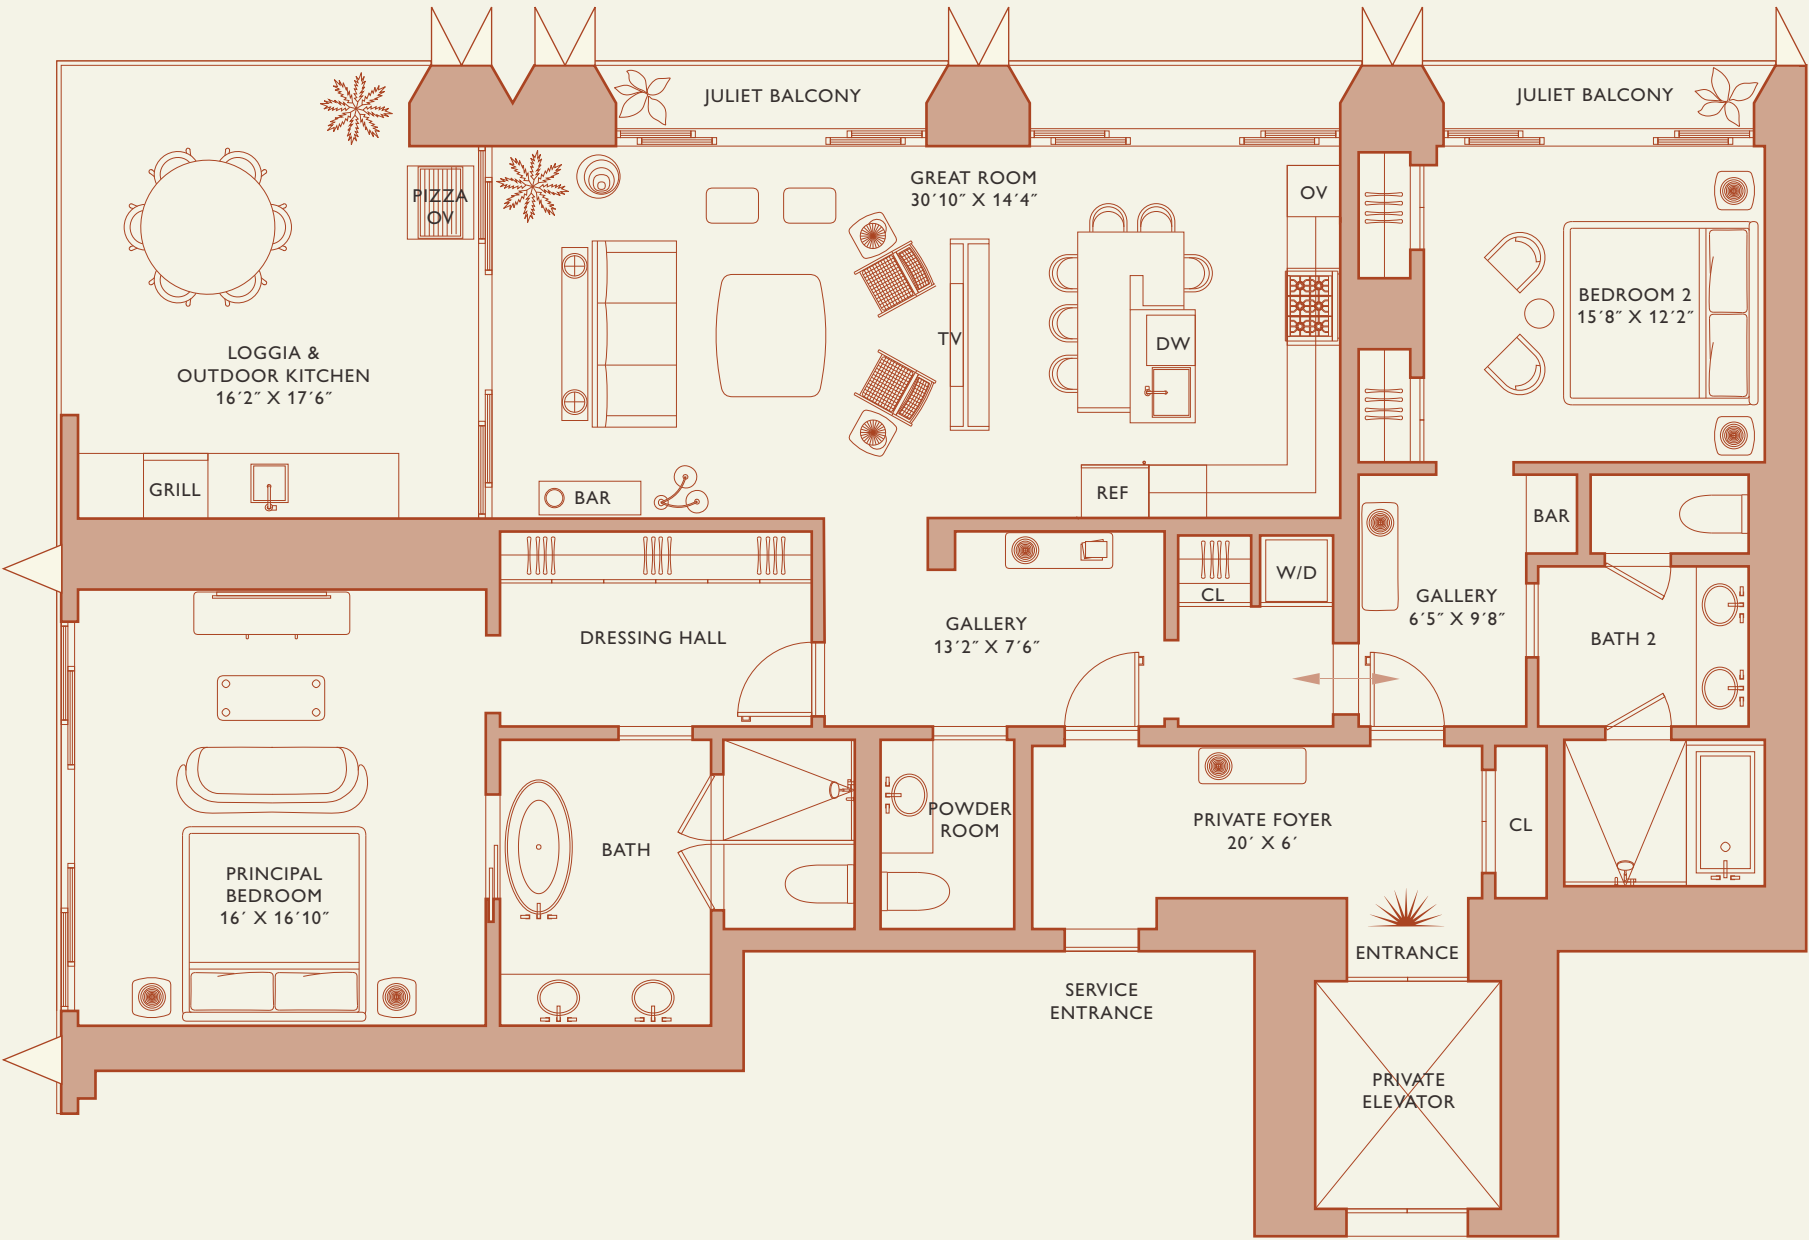 JULIET BALCONY
JULIET BALCONY
PIZZA
OV
GREAT ROOM
30´10˝ X 14´4˝
OV
LOGGIA &
OUTDOOR KITCHEN
16´2˝ X 17´6˝
TV
DW
BEDROOM 2
15´8˝ X 12´2˝
GRILL
BAR
REF
BAR
W/D
CL
DRESSING HALL
GALLERY
13´2˝ X 7´6˝
GALLERY
6´5˝ X 9´8˝
BATH 2
PRINCIPAL
BEDROOM
16´ X 16´10˝
BATH
POWDER
ROOM
PRIVATE FOYER
20´ X 6´
CL
ENTRANCE
SERVICE
ENTRANCE
PRIVATE
ELEVATOR